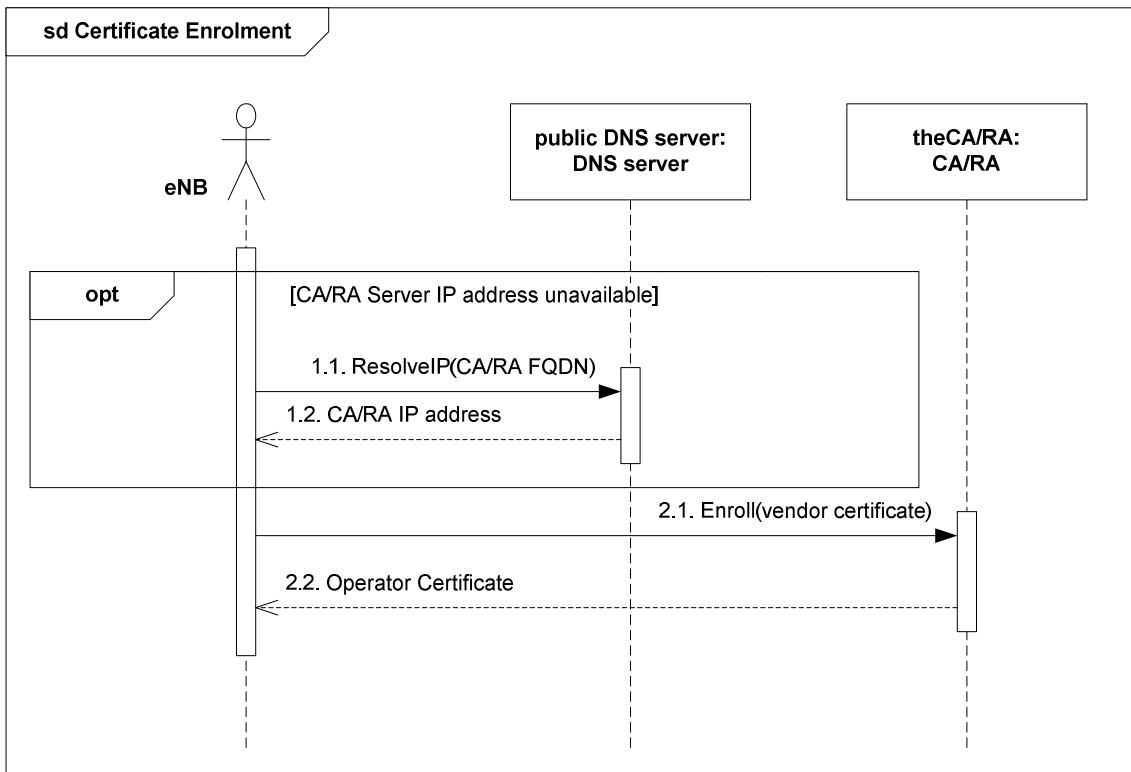 sd Certificate Enrolment
eNB
public DNS server:
DNS server
theCA/RA:
CA/RA
opt
[CA/RA Server IP address unavailable]
1.1. ResolveIP(CA/RA FQDN)
1.2. CA/RA IP address
2.1. Enroll(vendor certificate)
2.2. Operator Certificate